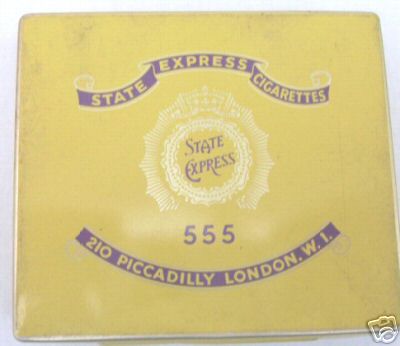 STATE EXPRESS CIGARETTES
STATE
EXPRESS
555
210 PICCADILLY LONDON. W. 1.